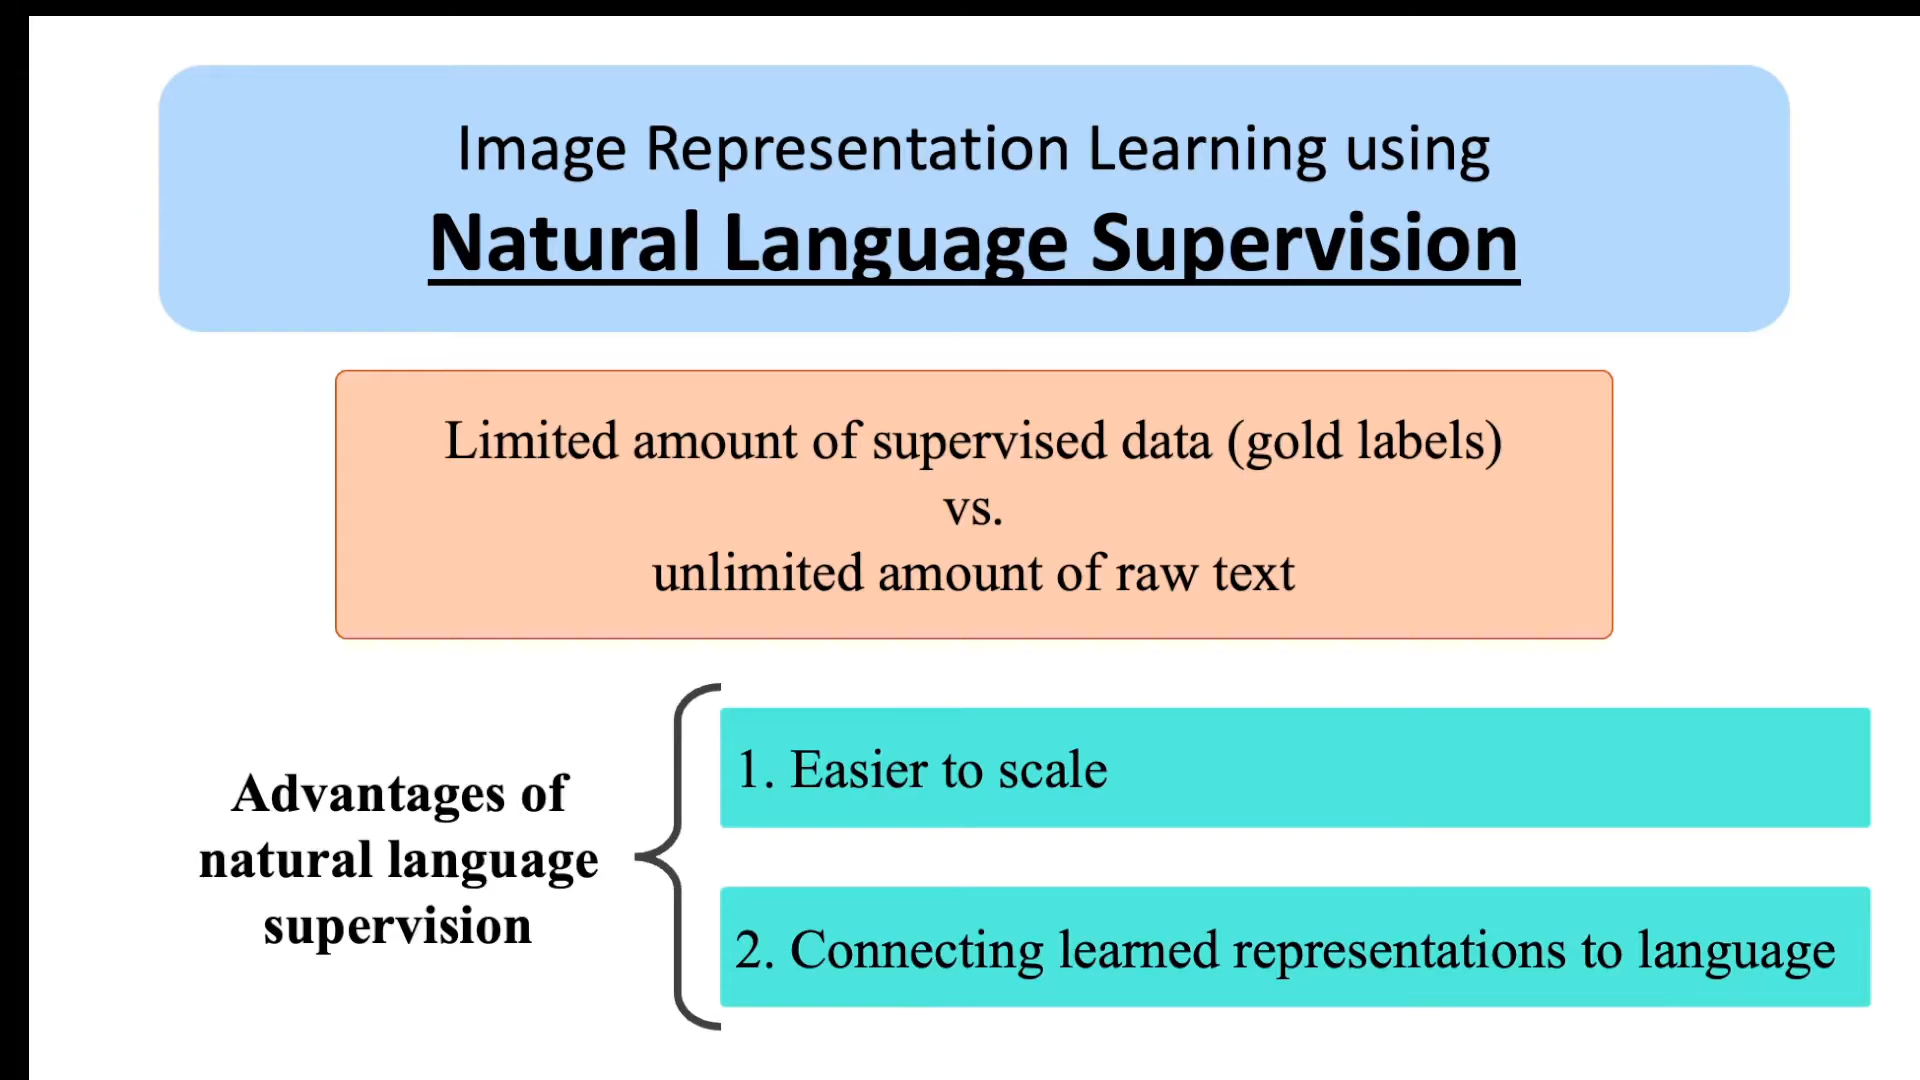 Image Representation Learning using
Natural Language Supervision
Limited amount of supervised data (gold labels)
vs.
unlimited amount of raw text
Advantages of
natural language
supervision
1. Easier to scale
2. Connecting learned representations to language